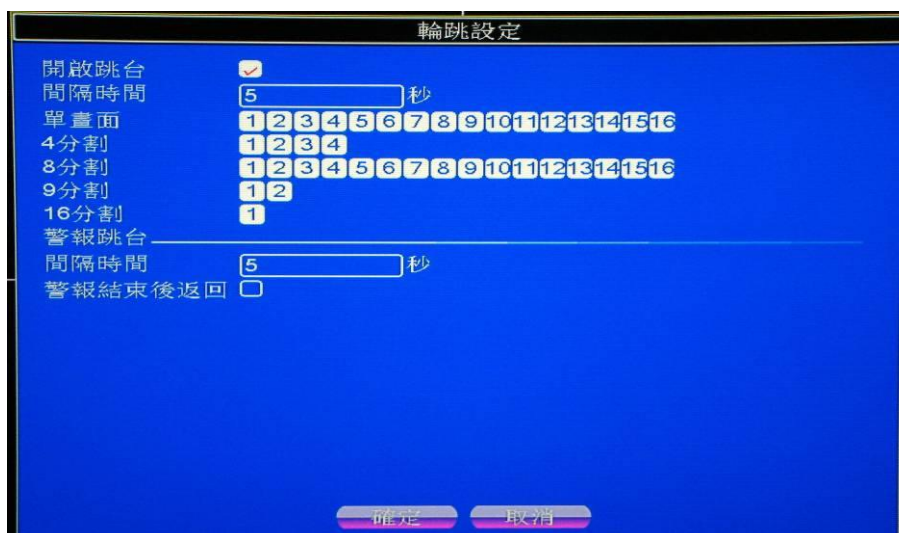 輪跳設定
開啟跳台
間隔時間 5 秒
單畫面 1 2 3 4 5 6 7 8 9 10 11 12 13 14 15 16
4分割 1 2 3 4
8分割 1 2 3 4 5 6 7 8 9 10 11 12 13 14 15 16
9分割 1 2
16分割 1
警報跳台
間隔時間 5 秒
警報結束後返回
確定 取消